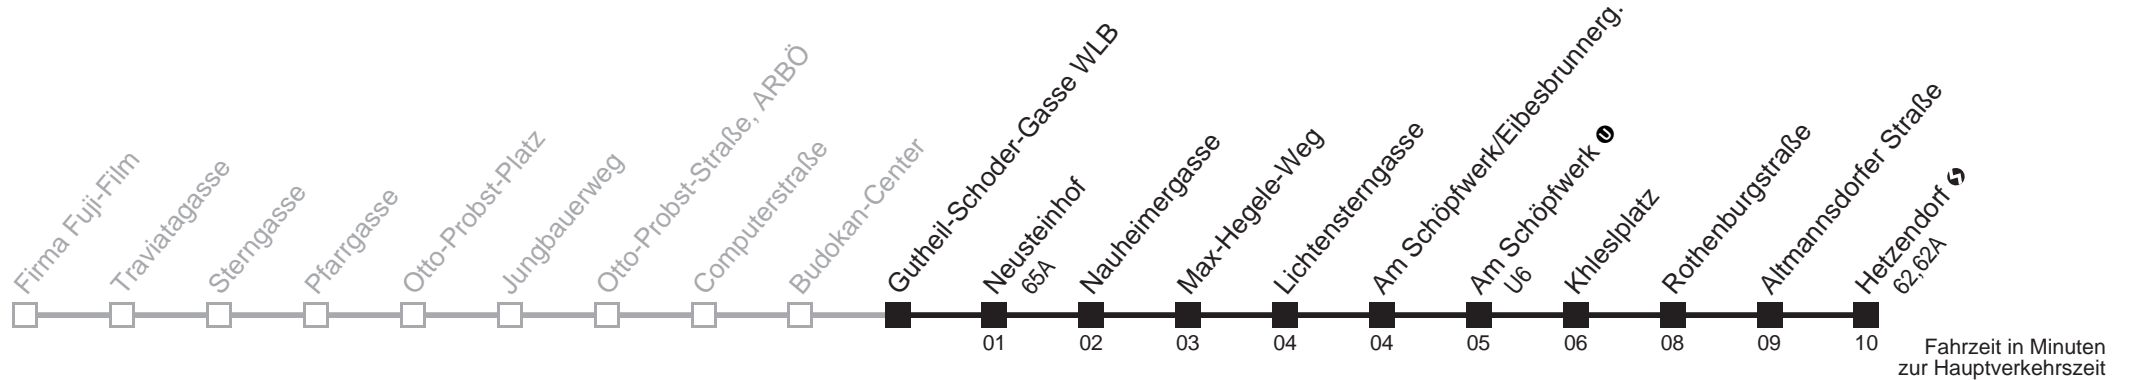 Firma Fuji-Film
Traviatagasse
Sterngasse
Pfarrgasse
Otto-Probst-Platz
Jungbauerweg
Otto-Probst-Straße, ARBÖ
Computerstraße
Budokan-Center
Gutheil-Schoder-Gasse WLB
Neusteinhof
65A
Nauheimergasse
Max-Hegele-Weg
Lichtensterngasse
Am Schöpfwerk/Eibesbrunnerg.
Am Schöpfwerk U
U6
Khleslplatz
Rothenburgstraße
Altmannsdorfer Straße
Hetzendorf
62,62A
01 02 03 04 04 05 06 08 09 10
Fahrzeit in Minuten
zur Hauptverkehrszeit